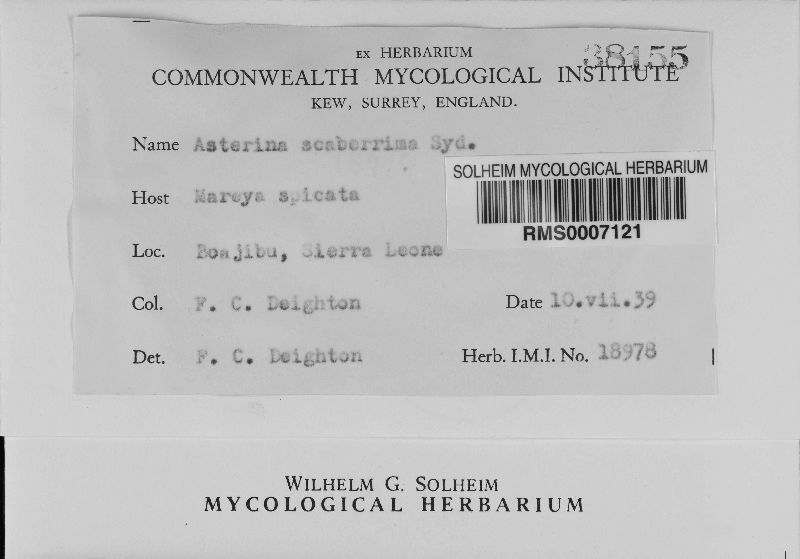 38155
EX HERBARIUM
COMMONWEALTH MYCOLOGICAL INSTITUTE
KEW, SURREY, ENGLAND.
Name Asterina scaberrima Syd.
SOLHEIM MYCOLOGICAL HERBARIUM
RMS0007121
Host Mareya spicata
Loc. Boajibu, Sierra Leone
Col. F. C. Deighton Date 10.vii.39
Det. F. C. Deighton Herb. I.M.I. No. 18978
WILHELM G. SOLHEIM
MYCOLOGICAL HERBARIUM